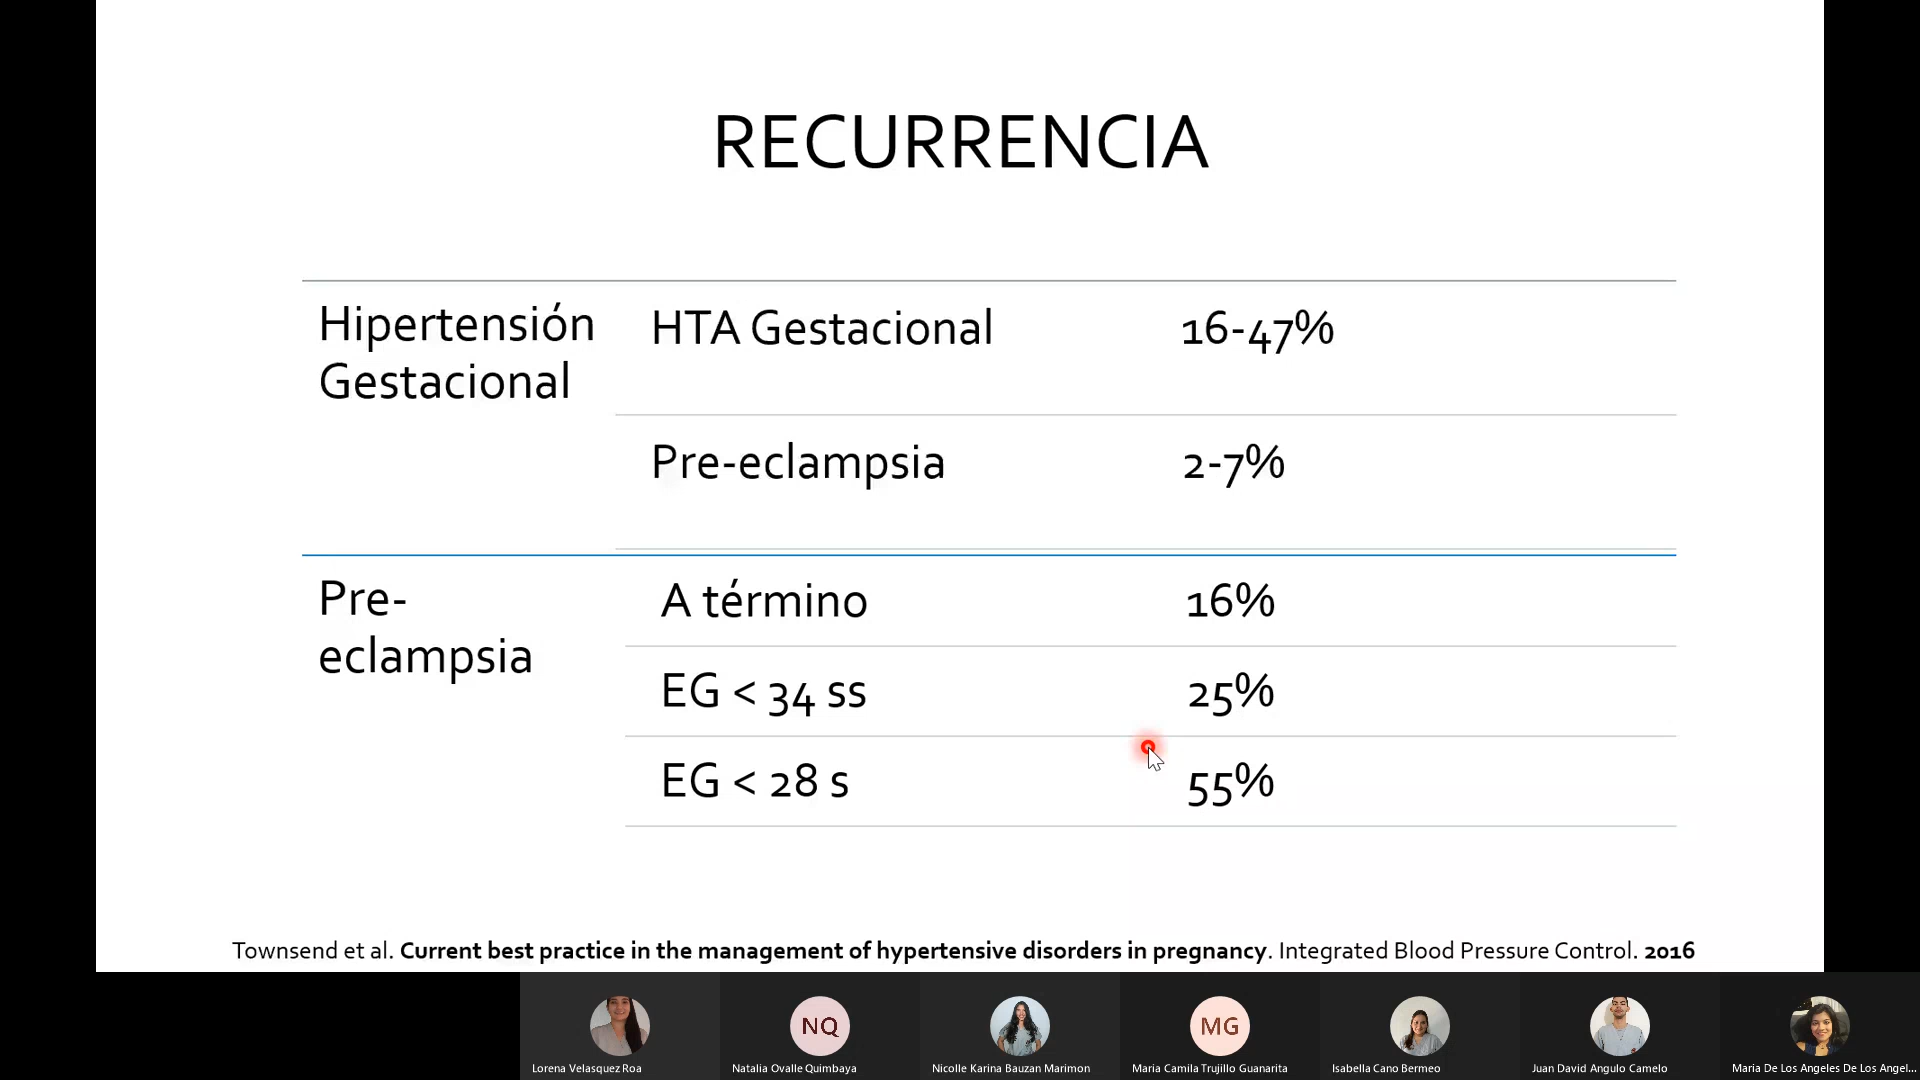 RECURRENCIA
Hipertensión
Gestacional
HTA Gestacional
16-47%
Pre-eclampsia
2-7%
Pre-
eclampsia
A término
16%
EG < 34 ss
25%
EG < 28 s
55%
Townsend et al. Current best practice in the management of hypertensive disorders in pregnancy. Integrated Blood Pressure Control. 2016
NQ
MG
Lorena Velasquez Roa
Natalia Ovalle Quimbaya
Nicolle Karina Bauzan Marimon
Maria Camila Trujillo Guanarita
Isabella Cano Bermeo
Juan David Angulo Camelo
Maria De Los Angeles De Los Angel...